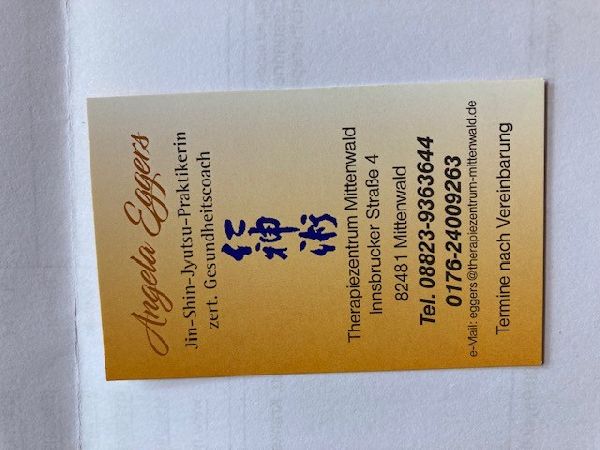 Angela Eggers
Jin-Shin-Jyutsu-Praktikerin
zert. Gesundheitscoach
仁神術
Therapiezentrum Mittenwald
Innsbrucker Straße 4
82481 Mittenwald
Tel. 08823-9363644
0176-24009263
e-Mail: eggers@therapiezentrum-mittenwald.de
Termine nach Vereinbarung